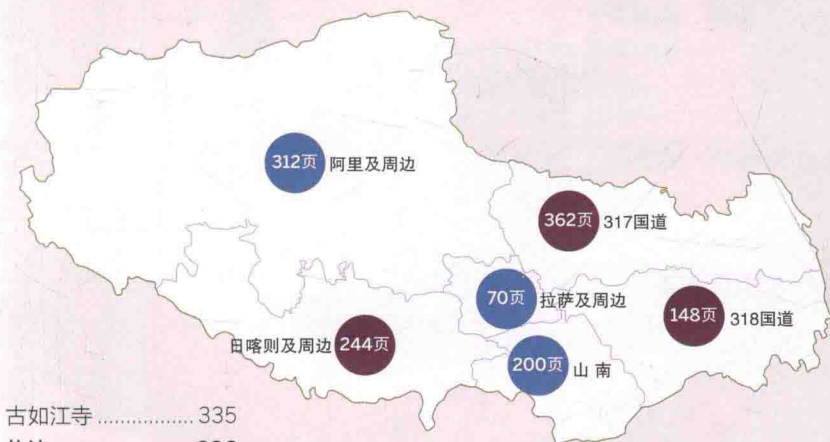 312页 阿里及周边
362页 317国道
70页 拉萨及周边
148页 318国道
日喀则及周边 244页
200页 山 南
古如江寺 ................. 335